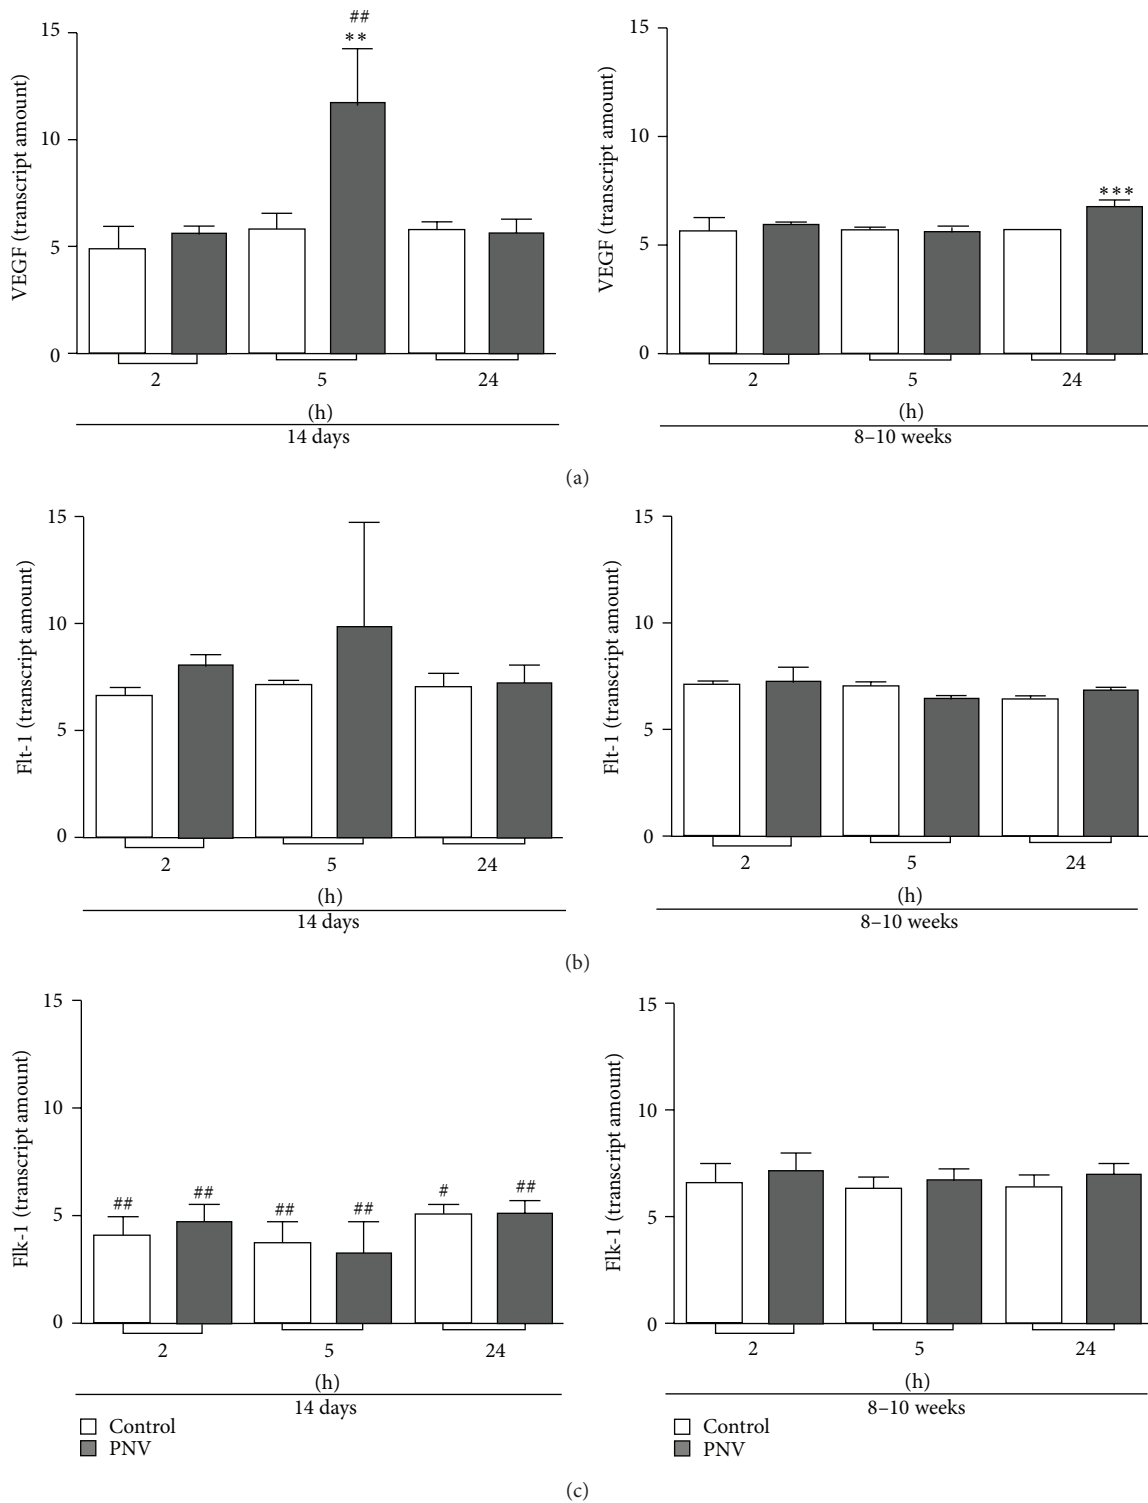 VEGF (transcript amount)
15
10
5
0
##
**
2
5
24
(h)
14 days
VEGF (transcript amount)
15
10
5
0
***
2
5
24
(h)
8–10 weeks
(a)
Flt-1 (transcript amount)
15
10
5
0
2
5
24
(h)
14 days
Flt-1 (transcript amount)
15
10
5
0
2
5
24
(h)
8–10 weeks
(b)
Flk-1 (transcript amount)
15
10
5
0
##
##
##
##
#
##
2
5
24
(h)
14 days
Control
PNV
Flk-1 (transcript amount)
15
10
5
0
2
5
24
(h)
8–10 weeks
Control
PNV
(c)